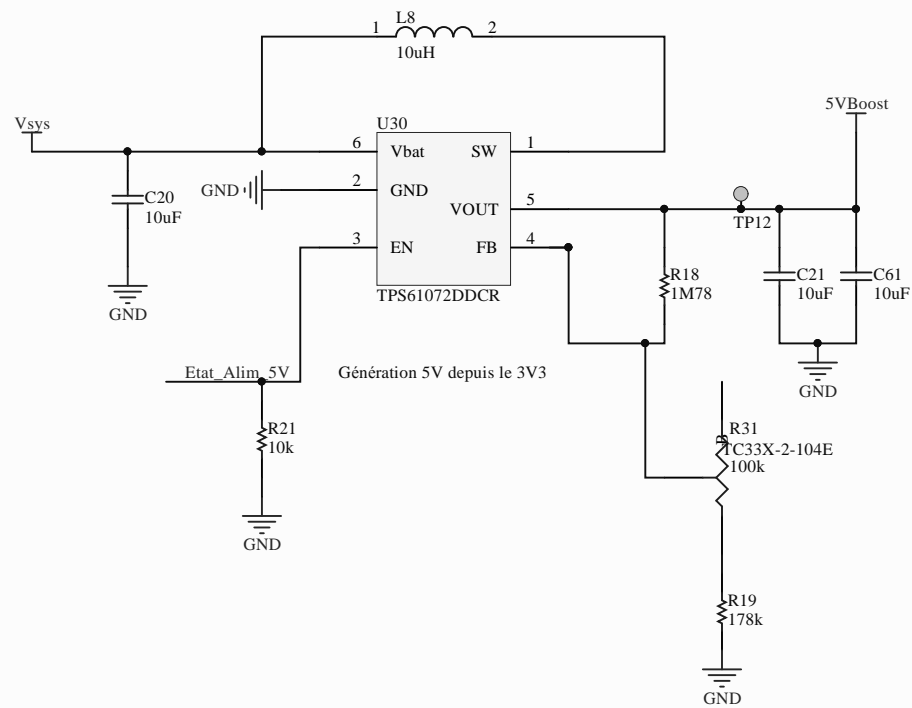 L8
1
2
10uH
Vsys
5VBoost
U30
6
Vbat
SW
1
C20
10uF
GND
2
GND
VOUT
5
TP12
3
EN
FB
4
R18
1M78
C21
10uF
C61
10uF
GND
TPS61072DDCR
GND
Etat_Alim_5V
Génération 5V depuis le 3V3
R21
10k
R31
B
TC33X-2-104E
100k
GND
R19
178k
GND